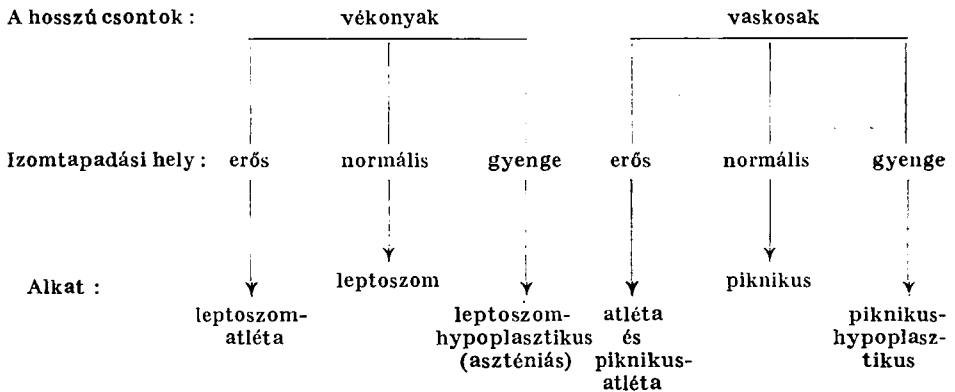 A hosszú csontok : vékonyak vaskosak
Izomtapadási hely : erős normális gyenge erős normális gyenge
Alkat :
leptoszom-
atléta
leptoszom
leptoszom-
hypoplasztikus
(aszténiás)
atléta
és
piknikus-
atléta
piknikus
piknikus-
hypoplasz-
tikus